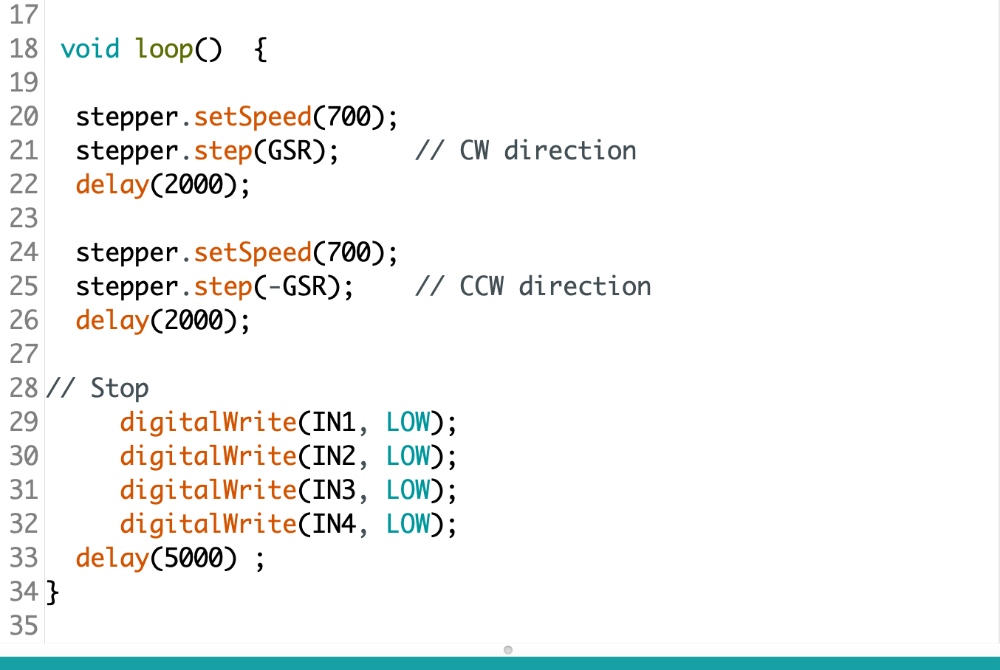 17
18 void loop()  {
19
20 stepper.setSpeed(700);
21 stepper.step(GSR);     // CW direction
22 delay(2000);
23
24 stepper.setSpeed(700);
25 stepper.step(-GSR);    // CCW direction
26 delay(2000);
27
28 // Stop
29 digitalWrite(IN1, LOW);
30 digitalWrite(IN2, LOW);
31 digitalWrite(IN3, LOW);
32 digitalWrite(IN4, LOW);
33 delay(5000) ;
34 }
35